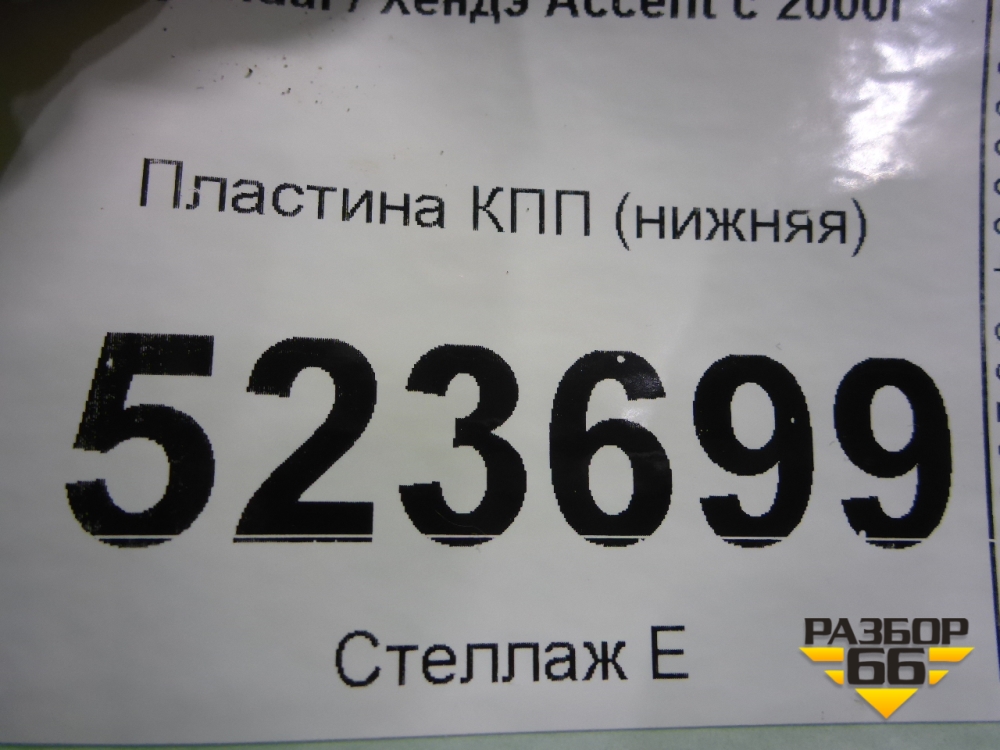 / Хендэ Accent с 2000г
Пластина КПП (нижняя)
523699
Стеллаж Е
РАЗБОР
66